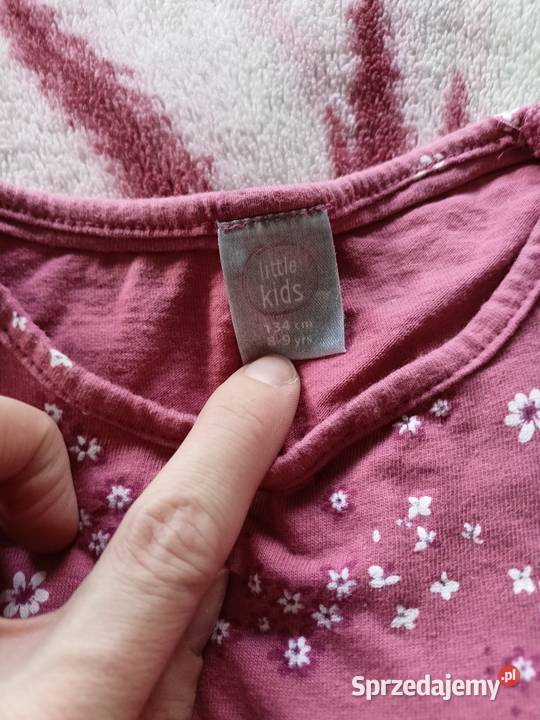 little
kids
134 cm
8-9 yrs
Sprzedajemy.pl